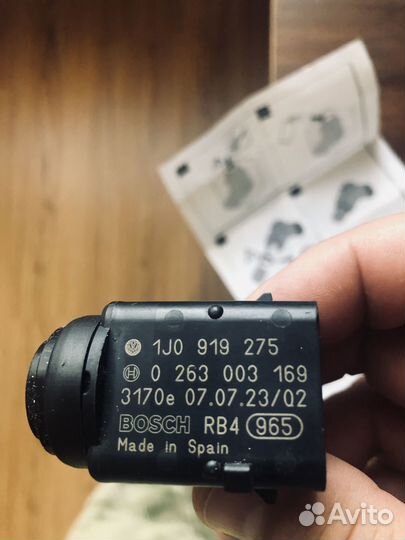 1J0 919 275
0 263 003 169
3170e 07.07.23/02
BOSCH RB4 965
Made in Spain
Avito